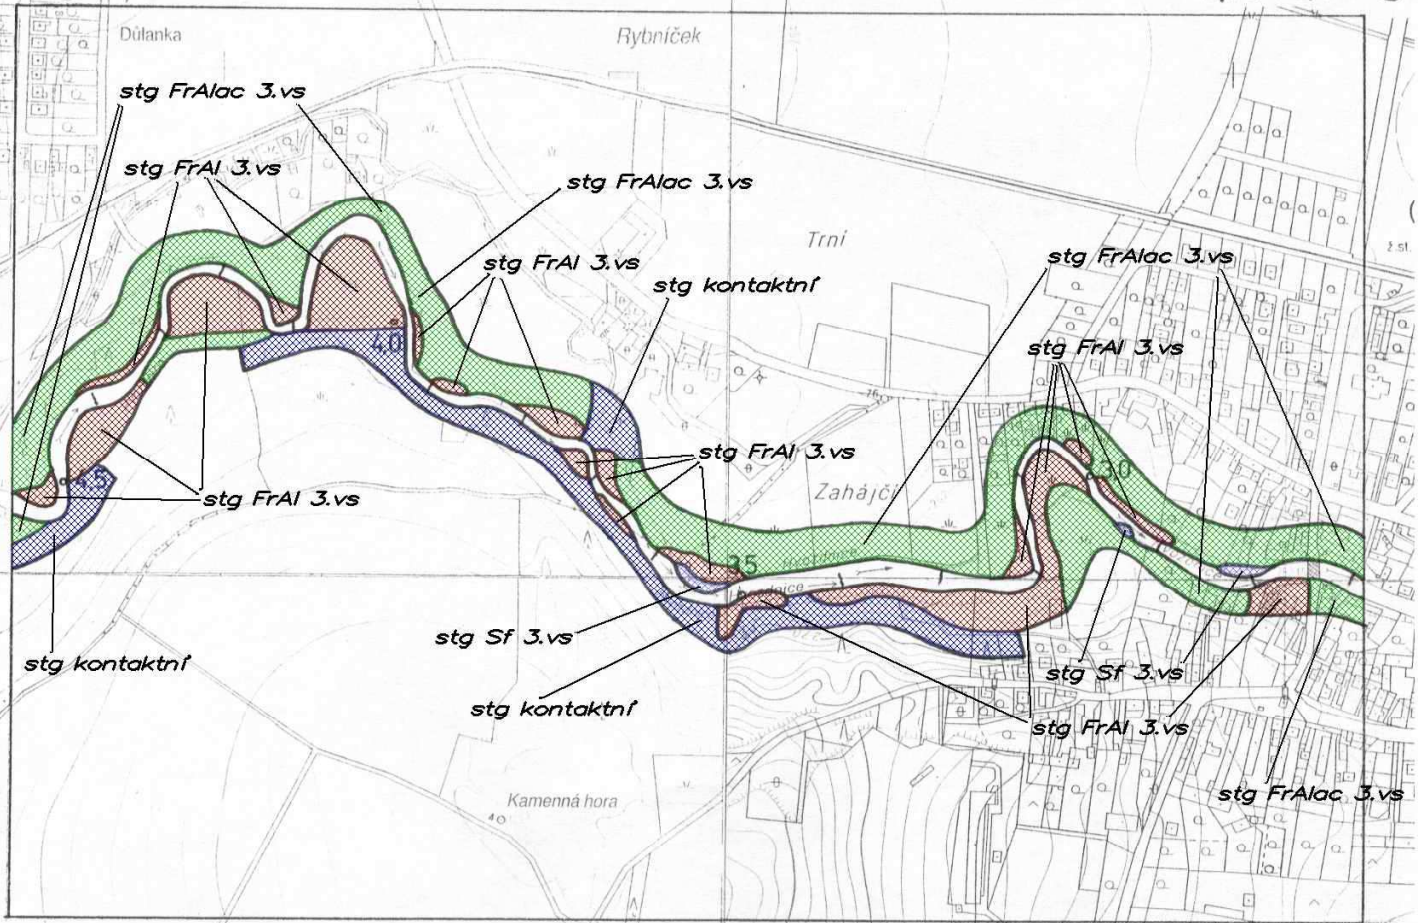 Důlanka
Rybníček
stg FrAlac 3.vs
stg FrAl 3.vs
stg FrAlac 3.vs
Trní
stg FrAl 3.vs
stg FrAlac 3.vs
stg kontaktní
40
stg FrAl 3.vs
76
stg FrAl 3.vs
4.5
3.0
stg FrAl 3.vs
Zahájčí
35
stg Sf 3.vs
stg kontaktní
stg Sf 3.vs
stg kontaktní
stg FrAl 3.vs
Kamenná hora
stg FrAlac 3.vs